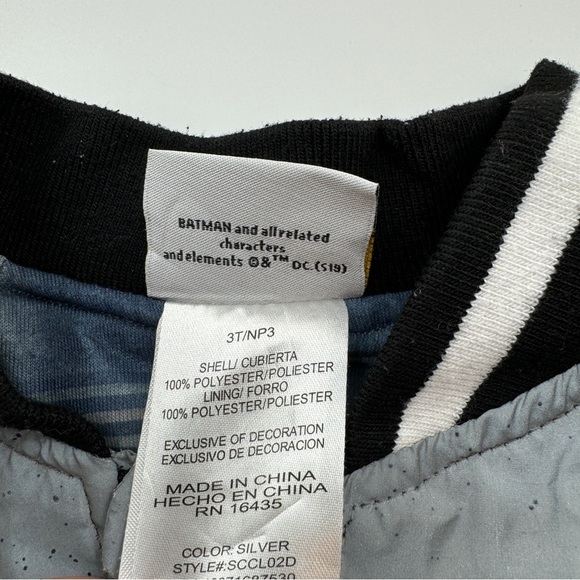 BATMAN and all related
characters
and elements ©&™ DC. (s19)
3T/NP3
SHELL/ CUBIERTA
100% POLYESTER/POLIESTER
LINING/ FORRO
100% POLYESTER/POLIESTER
EXCLUSIVE OF DECORATION
EXCLUSIVO DE DECORACION
MADE IN CHINA
HECHO EN CHINA
RN 16435
COLOR: SILVER
STYLE#:SCCL02D